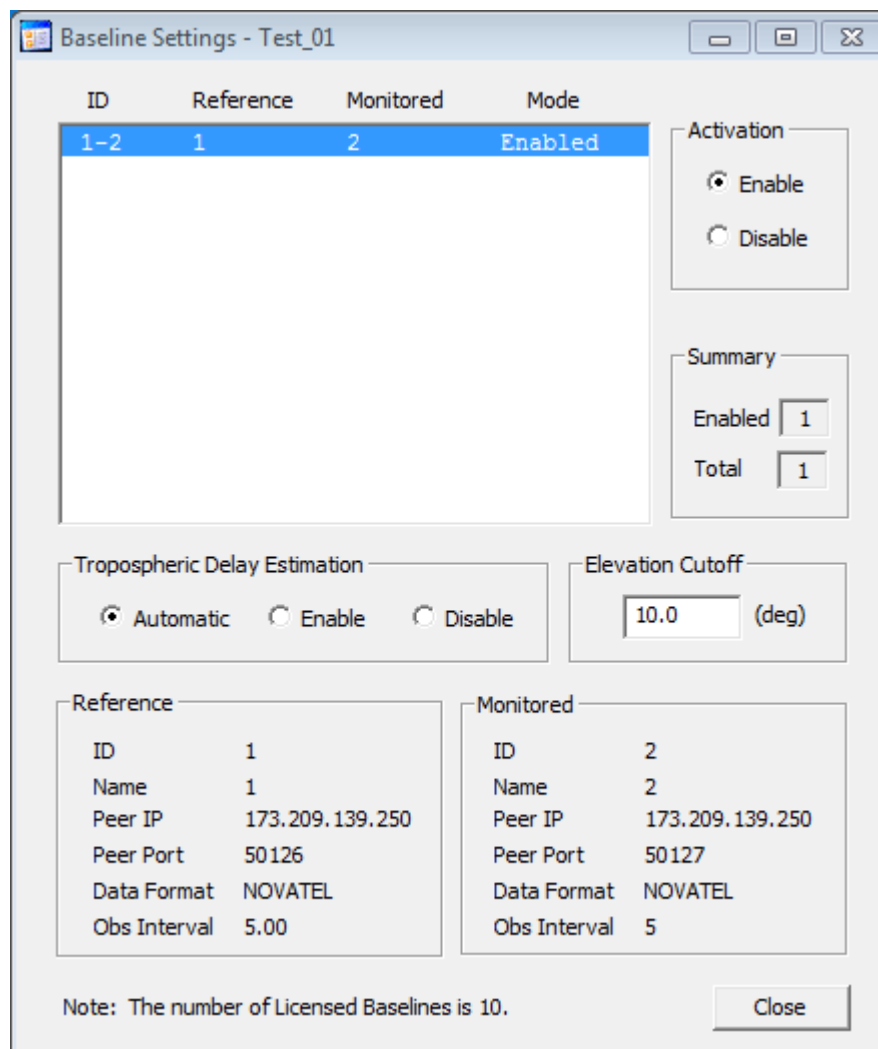 Baseline Settings - Test_01
ID Reference Monitored Mode
1-2 1 2 Enabled
Activation
Enable
Disable
Summary
Enabled 1
Total 1
Tropospheric Delay Estimation
Automatic Enable Disable
Elevation Cutoff
10.0 (deg)
Reference
ID 1
Name 1
Peer IP 173.209.139.250
Peer Port 50126
Data Format NOVATEL
Obs Interval 5.00
Monitored
ID 2
Name 2
Peer IP 173.209.139.250
Peer Port 50127
Data Format NOVATEL
Obs Interval 5
Note: The number of Licensed Baselines is 10.
Close